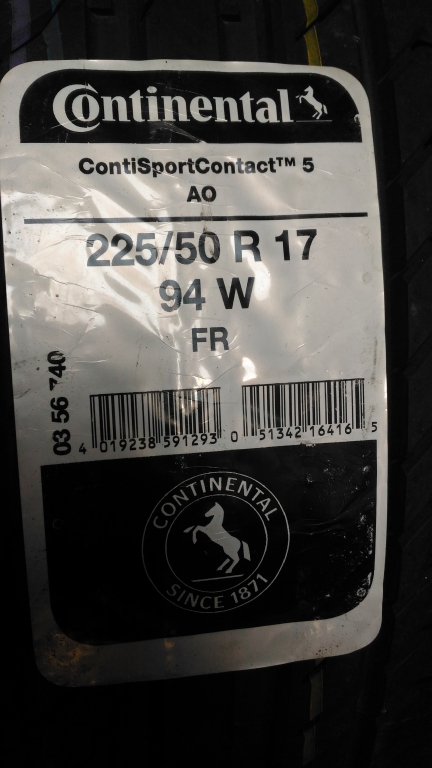 Continental
ContiSportContact™ 5
AO
225/50 R 17
94 W
FR
03 56 740
4 019238 591293
0 51342 16416 5
CONTINENTAL
SINCE 1871